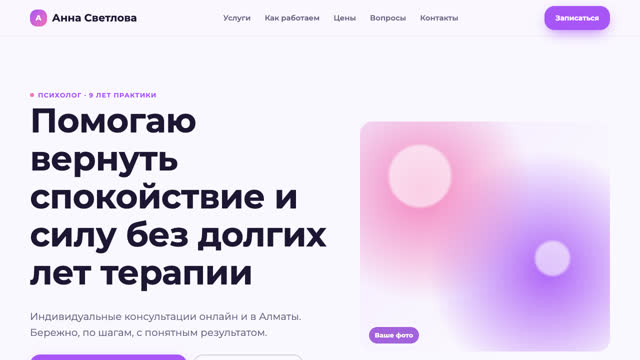 А Анна Светлова
Услуги Как работаем Цены Вопросы Контакты
Записаться
ПСИХОЛОГ · 9 ЛЕТ ПРАКТИКИ
Помогаю
вернуть
спокойствие и
силу без долгих
лет терапии
Индивидуальные консультации онлайн и в Алматы.
Бережно, по шагам, с понятным результатом.
Ваше фото